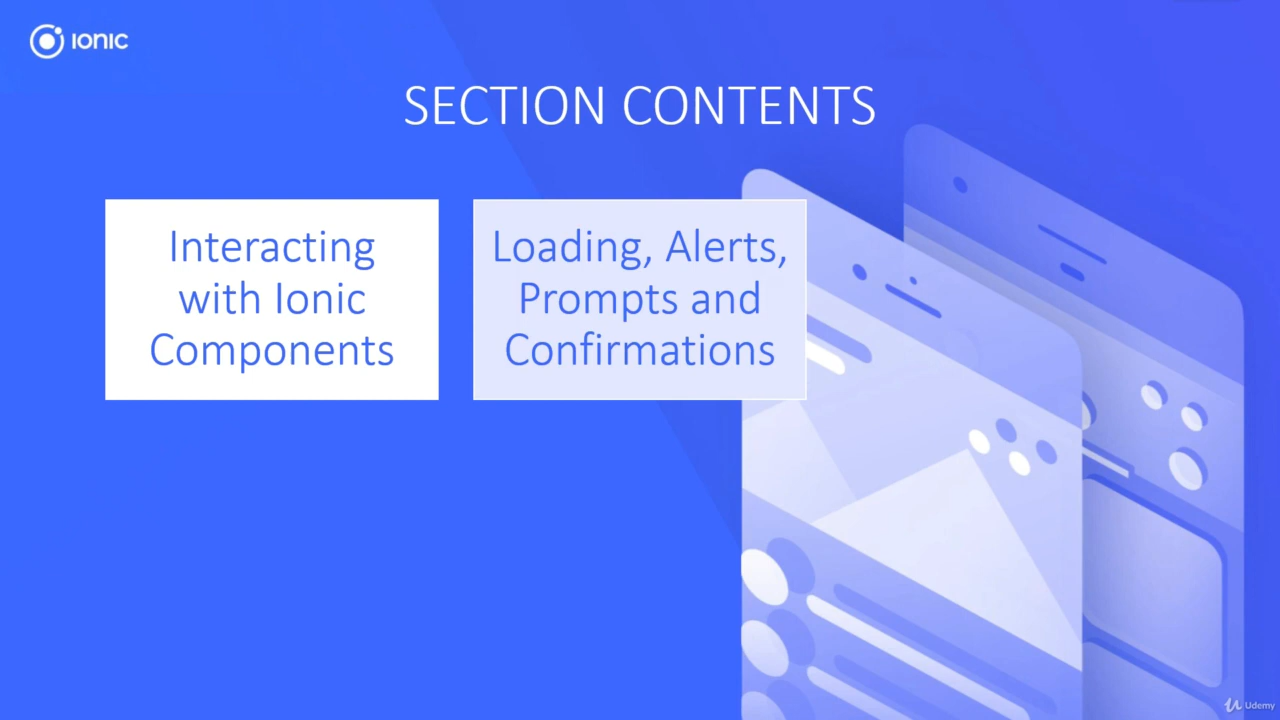 IONIC
SECTION CONTENTS
Interacting
with Ionic
Components
Loading, Alerts,
Prompts and
Confirmations
Udemy